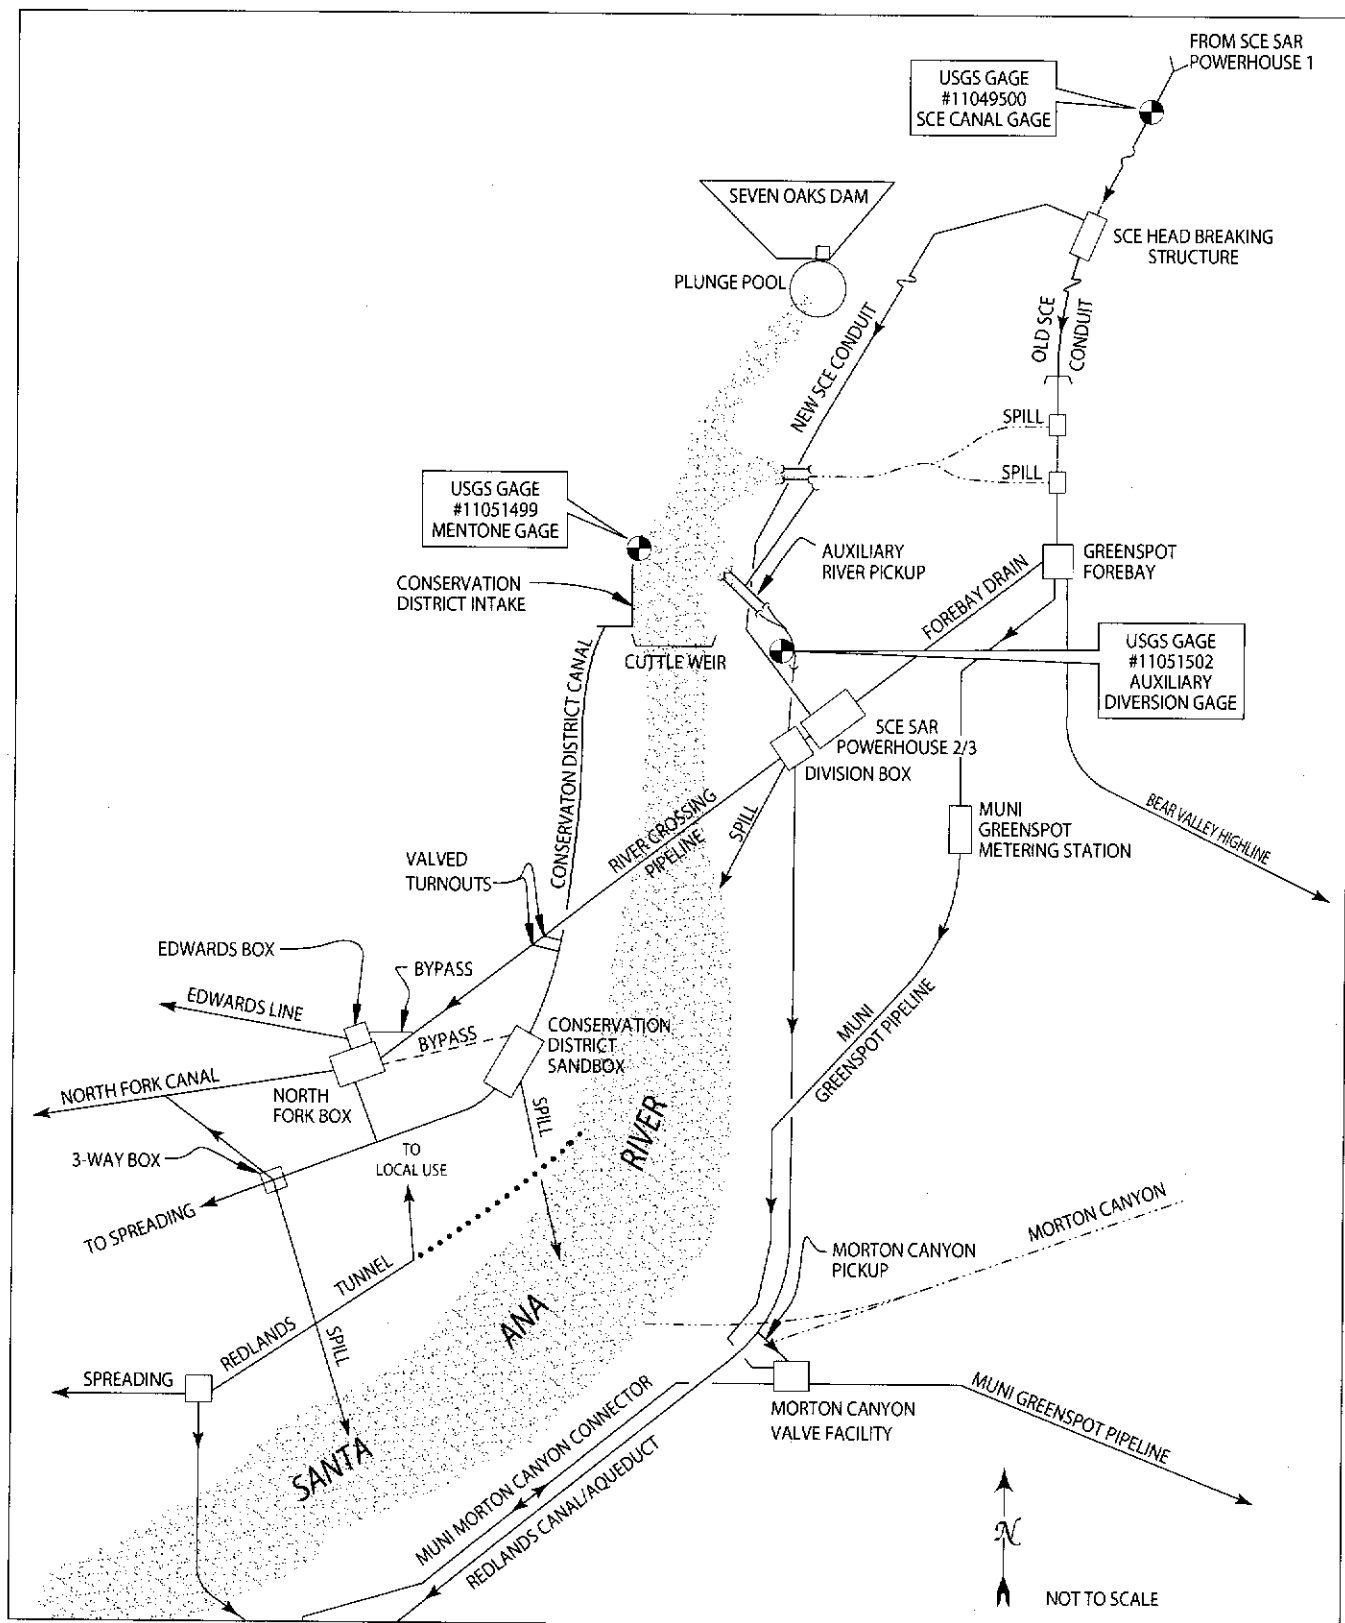 FROM SCE SAR
POWERHOUSE 1
USGS GAGE
#11049500
SCE CANAL GAGE
SEVEN OAKS DAM
SCE HEAD BREAKING
STRUCTURE
PLUNGE POOL
OLD SCE
CONDUIT
NEW SCE CONDUIT
SPILL
SPILL
USGS GAGE
#11051499
MENTONE GAGE
AUXILIARY
RIVER PICKUP
GREENSPOT
FOREBAY
CONSERVATION
DISTRICT INTAKE
FOREBAY DRAIN
USGS GAGE
#11051502
AUXILIARY
DIVERSION GAGE
CUTTLE WEIR
CONSERVATON DISTRICT CANAL
SCE SAR
POWERHOUSE 2/3
DIVISION BOX
RIVER CROSSING
PIPELINE
SPILL
BEAR VALLEY HIGHLINE
MUNI
GREENSPOT
METERING STATION
VALVED
TURNOUTS
EDWARDS BOX
BYPASS
EDWARDS LINE
BYPASS
CONSERVATION
DISTRICT
SANDBOX
MUNI
GREENSPOT PIPELINE
NORTH FORK CANAL
NORTH
FORK BOX
SPILL
RIVER
3-WAY BOX
TO
LOCAL USE
TO SPREADING
MORTON CANYON
MORTON CANYON
PICKUP
TUNNEL
REDLANDS
ANA
SPILL
SPREADING
MORTON CANYON
VALVE FACILITY
MUNI GREENSPOT PIPELINE
SANTA
MUNI MORTON CANYON CONNECTOR
REDLANDS CANAL/AQUEDUCT
N
NOT TO SCALE